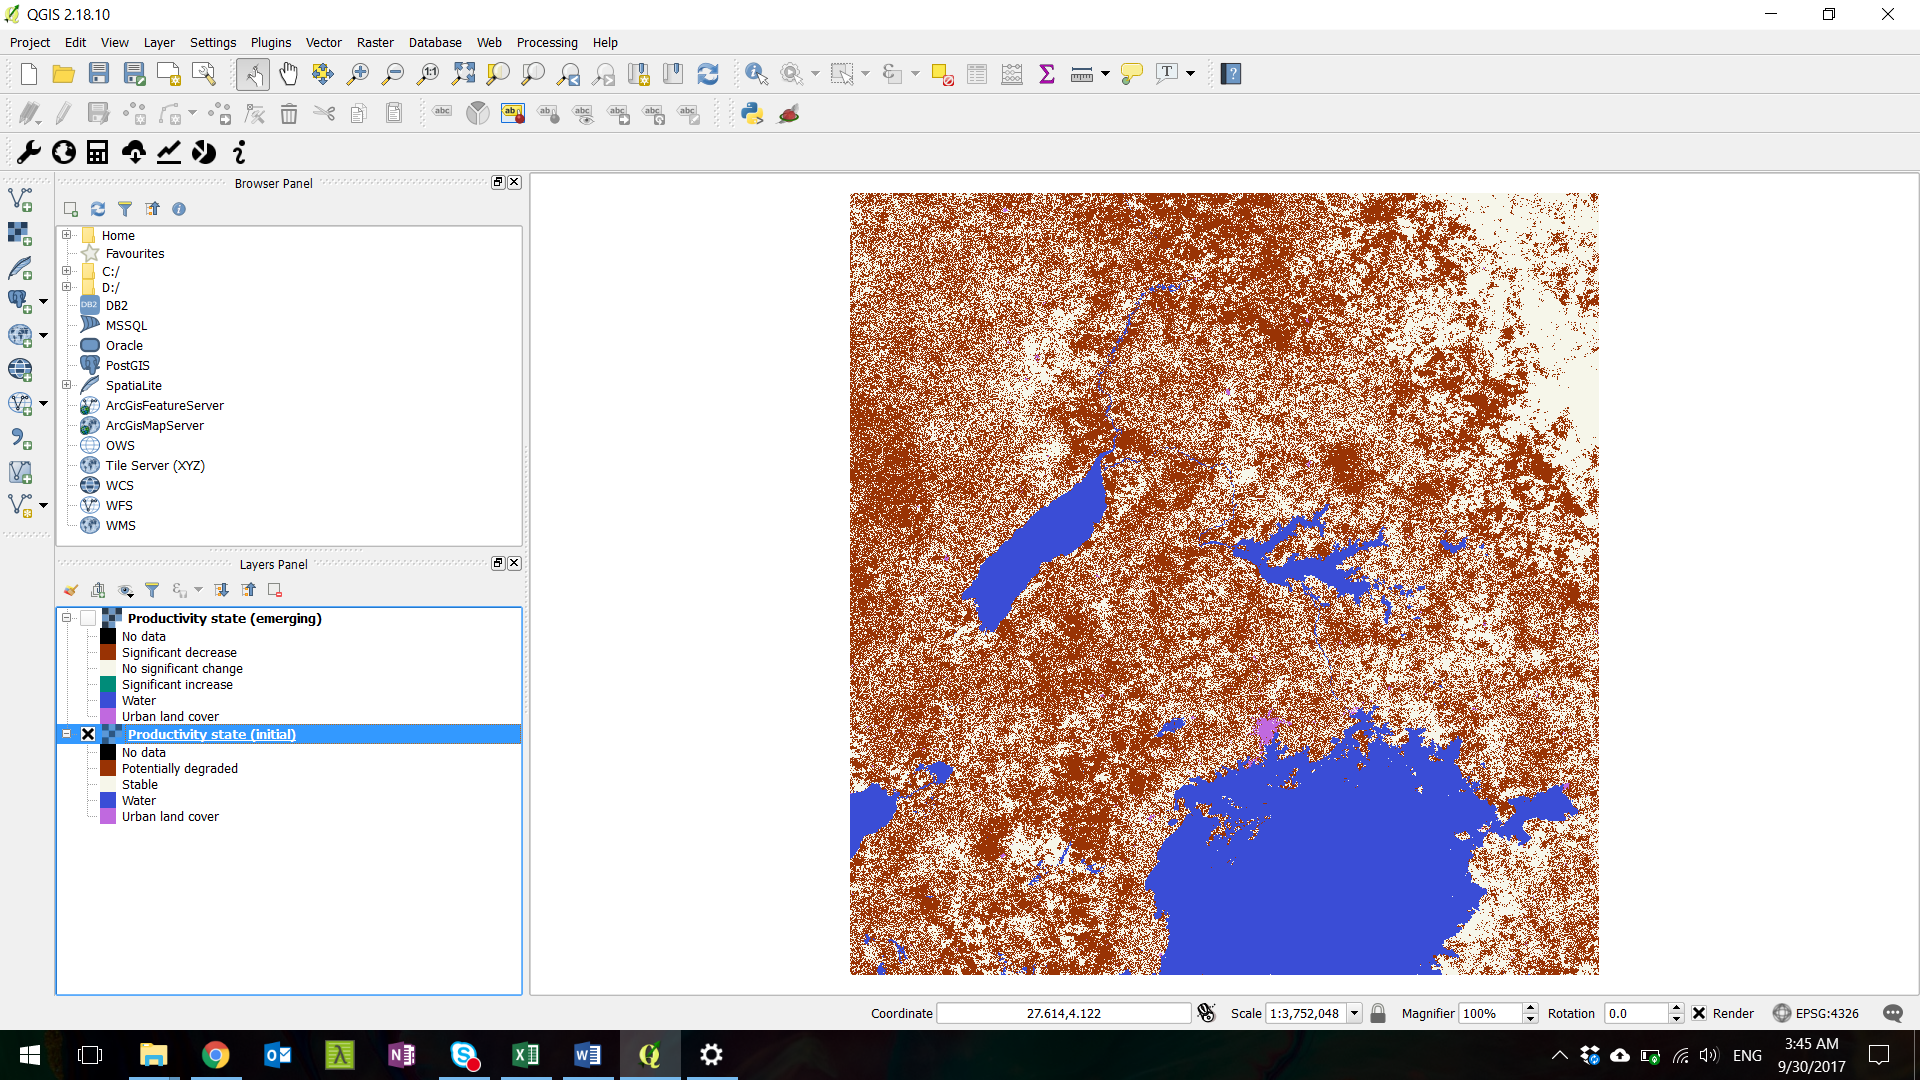 QGIS 2.18.10
Project Edit View Layer Settings Plugins Vector Raster Database Web Processing Help
Browser Panel
Home
Favourites
C:/
D:/
DB2
MSSQL
Oracle
PostGIS
SpatiaLite
ArcGisFeatureServer
ArcGisMapServer
OWS
Tile Server (XYZ)
WCS
WFS
WMS
Layers Panel
Productivity state (emerging)
No data
Significant decrease
No significant change
Significant increase
Water
Urban land cover
Productivity state (initial)
No data
Potentially degraded
Stable
Water
Urban land cover
Coordinate 27.614,4.122 Scale 1:3,752,048 Magnifier 100% Rotation 0.0 Render EPSG:4326
ENG
3:45 AM
9/30/2017